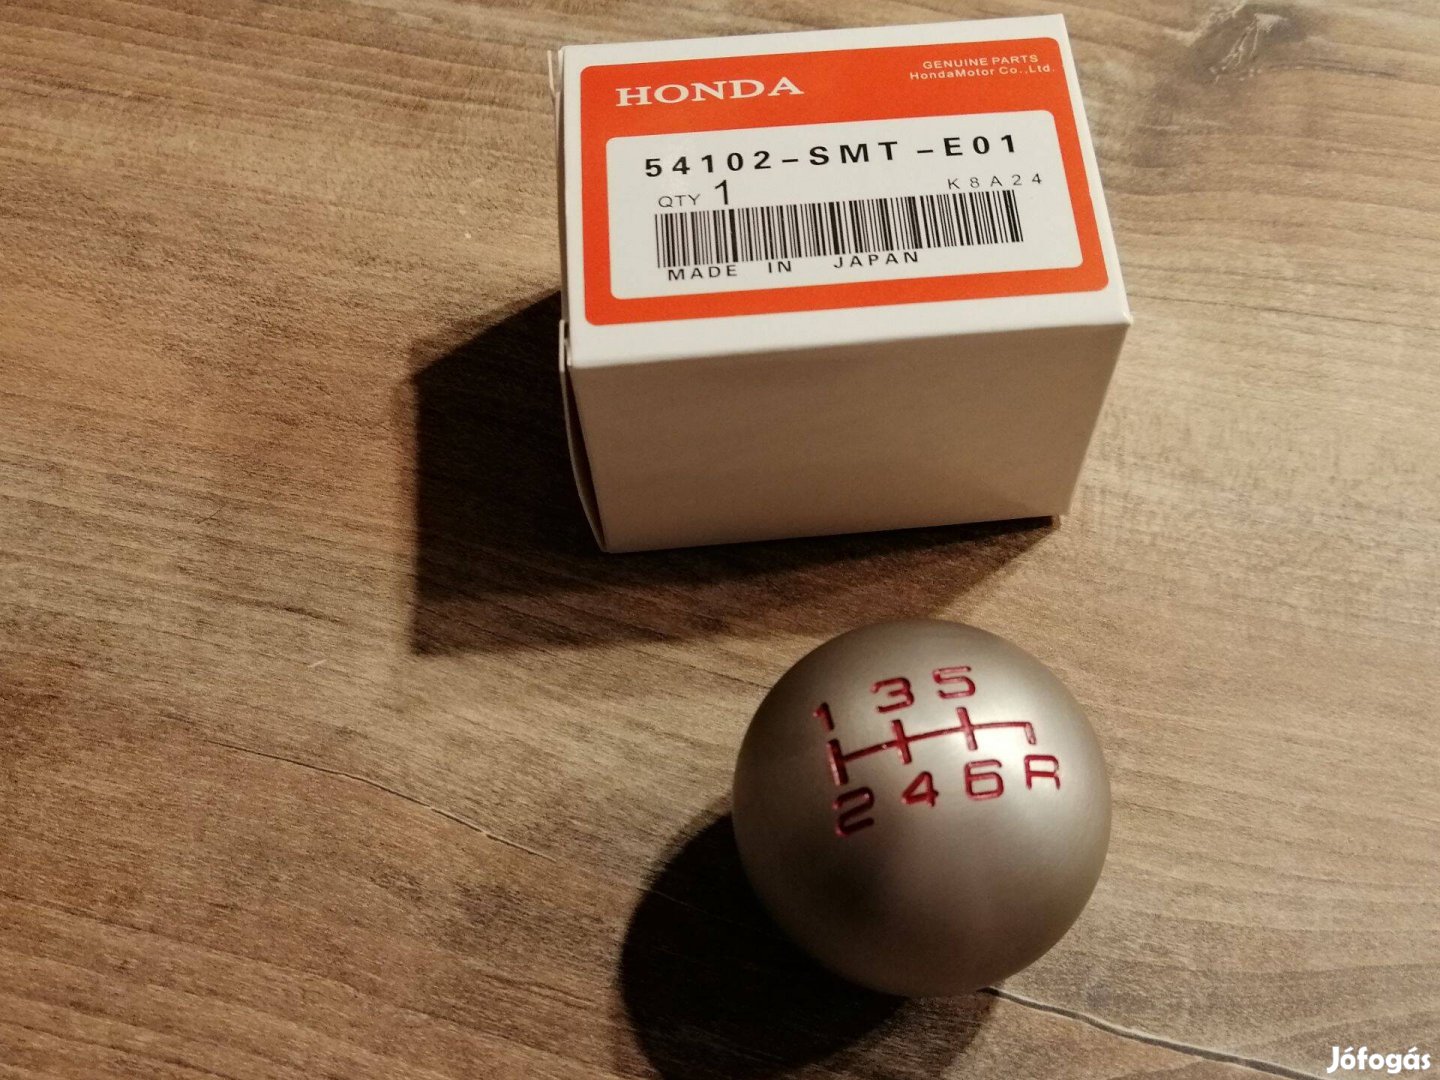 HONDA
GENUINE PARTS
HondaMotor Co.,Ltd.
54102-SMT-E01
QTY 1
K8A24
MADE IN JAPAN
1 3 5
2 4 6 R
Jófogás